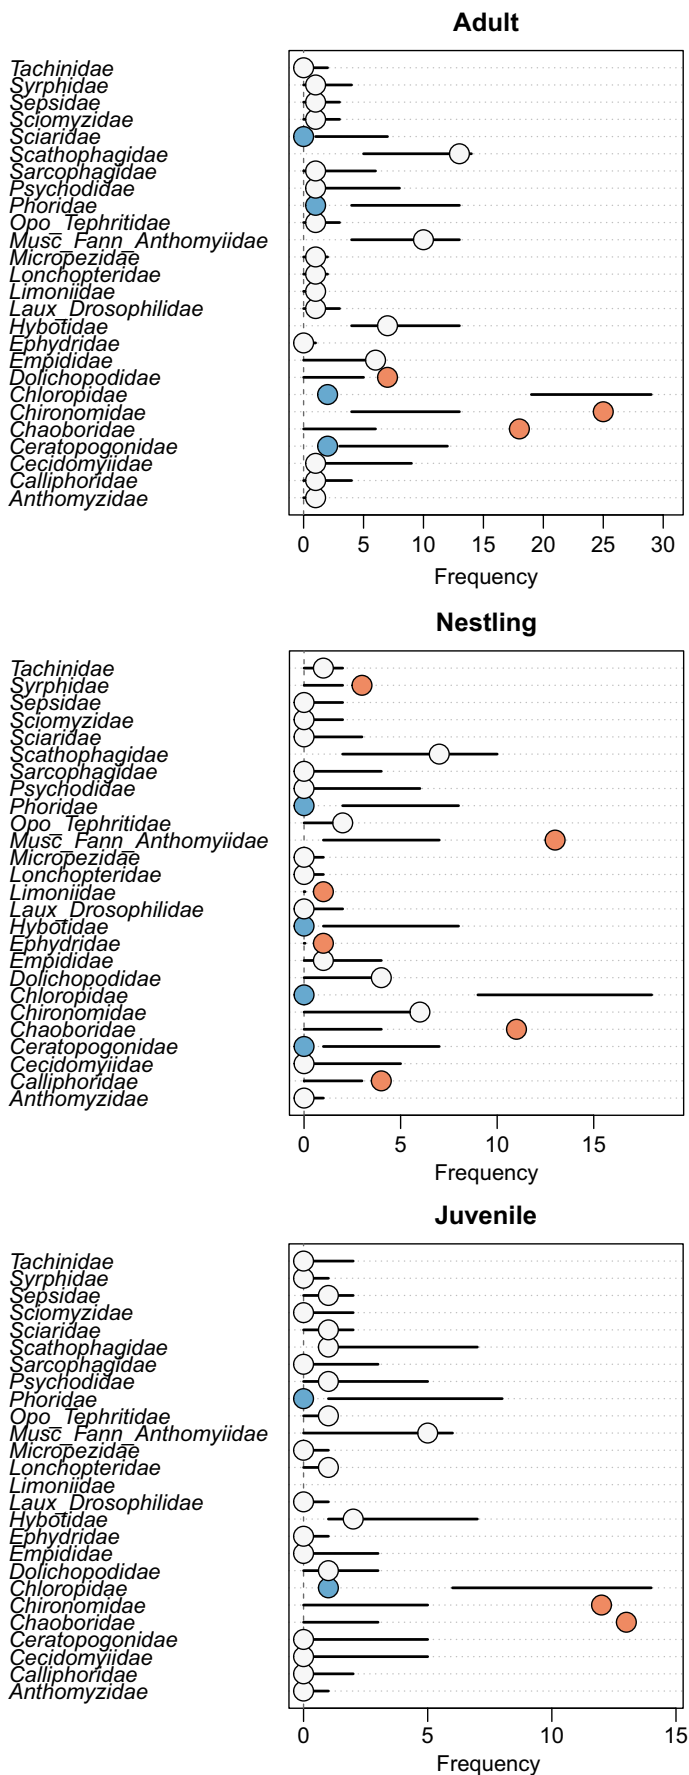 Adult
Tachinidae
Syrphidae
Sepsidae
Sciomyzidae
Sciaridae
Scathophagidae
Sarcophagidae
Psychodidae
Phoridae
Opo_Tephritidae
Musc_Fann_Anthomyiidae
Micropezidae
Lonchopteridae
Limoniidae
Laux_Drosophilidae
Hybotidae
Ephydridae
Empididae
Dolichopodidae
Chloropidae
Chironomidae
Chaoboridae
Ceratopogonidae
Cecidomyiidae
Calliphoridae
Anthomyzidae
0 5 10 15 20 25 30
Frequency
Nestling
Tachinidae
Syrphidae
Sepsidae
Sciomyzidae
Sciaridae
Scathophagidae
Sarcophagidae
Psychodidae
Phoridae
Opo_Tephritidae
Musc_Fann_Anthomyiidae
Micropezidae
Lonchopteridae
Limoniidae
Laux_Drosophilidae
Hybotidae
Ephydridae
Empididae
Dolichopodidae
Chloropidae
Chironomidae
Chaoboridae
Ceratopogonidae
Cecidomyiidae
Calliphoridae
Anthomyzidae
0 5 10 15
Frequency
Juvenile
Tachinidae
Syrphidae
Sepsidae
Sciomyzidae
Sciaridae
Scathophagidae
Sarcophagidae
Psychodidae
Phoridae
Opo_Tephritidae
Musc_Fann_Anthomyiidae
Micropezidae
Lonchopteridae
Limoniidae
Laux_Drosophilidae
Hybotidae
Ephydridae
Empididae
Dolichopodidae
Chloropidae
Chironomidae
Chaoboridae
Ceratopogonidae
Cecidomyiidae
Calliphoridae
Anthomyzidae
0 5 10 15
Frequency